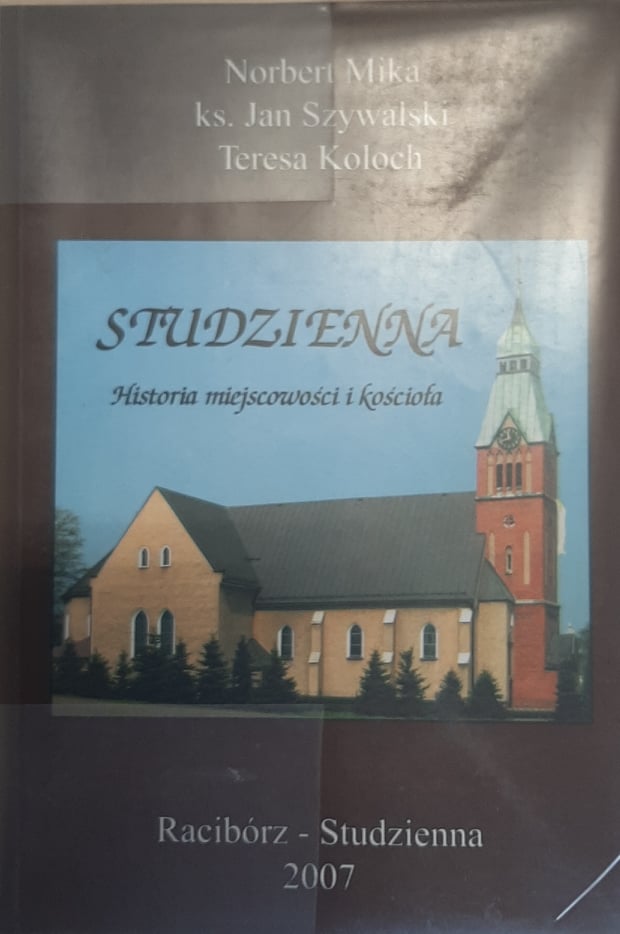 Norbert Mika
ks. Jan Szywalski
Teresa Koloch
STUDZIENNA
Historia miejscowości i kościoła
Racibórz - Studzienna
2007